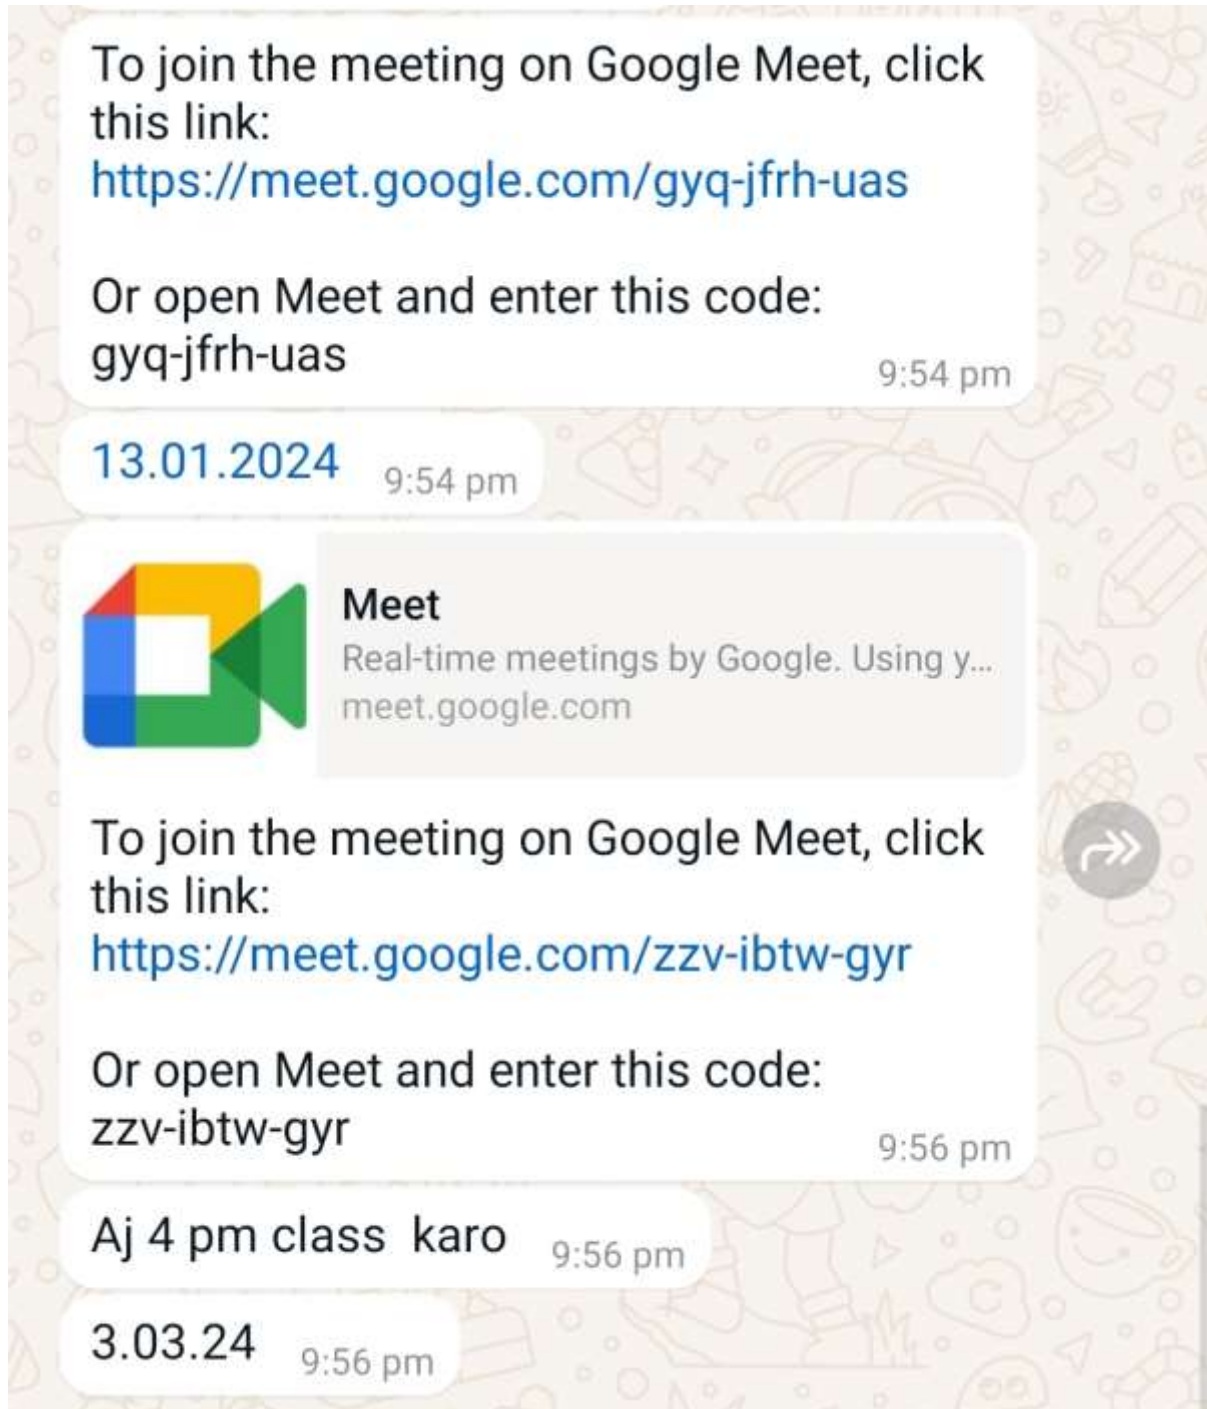 To join the meeting on Google Meet, click
this link:
https://meet.google.com/gyq-jfrh-uas
Or open Meet and enter this code:
gyq-jfrh-uas
9:54 pm
13.01.2024 9:54 pm
Meet
Real-time meetings by Google. Using y...
meet.google.com
To join the meeting on Google Meet, click
this link:
https://meet.google.com/zzv-ibtw-gyr
Or open Meet and enter this code:
zzv-ibtw-gyr
9:56 pm
Aj 4 pm class karo 9:56 pm
3.03.24 9:56 pm